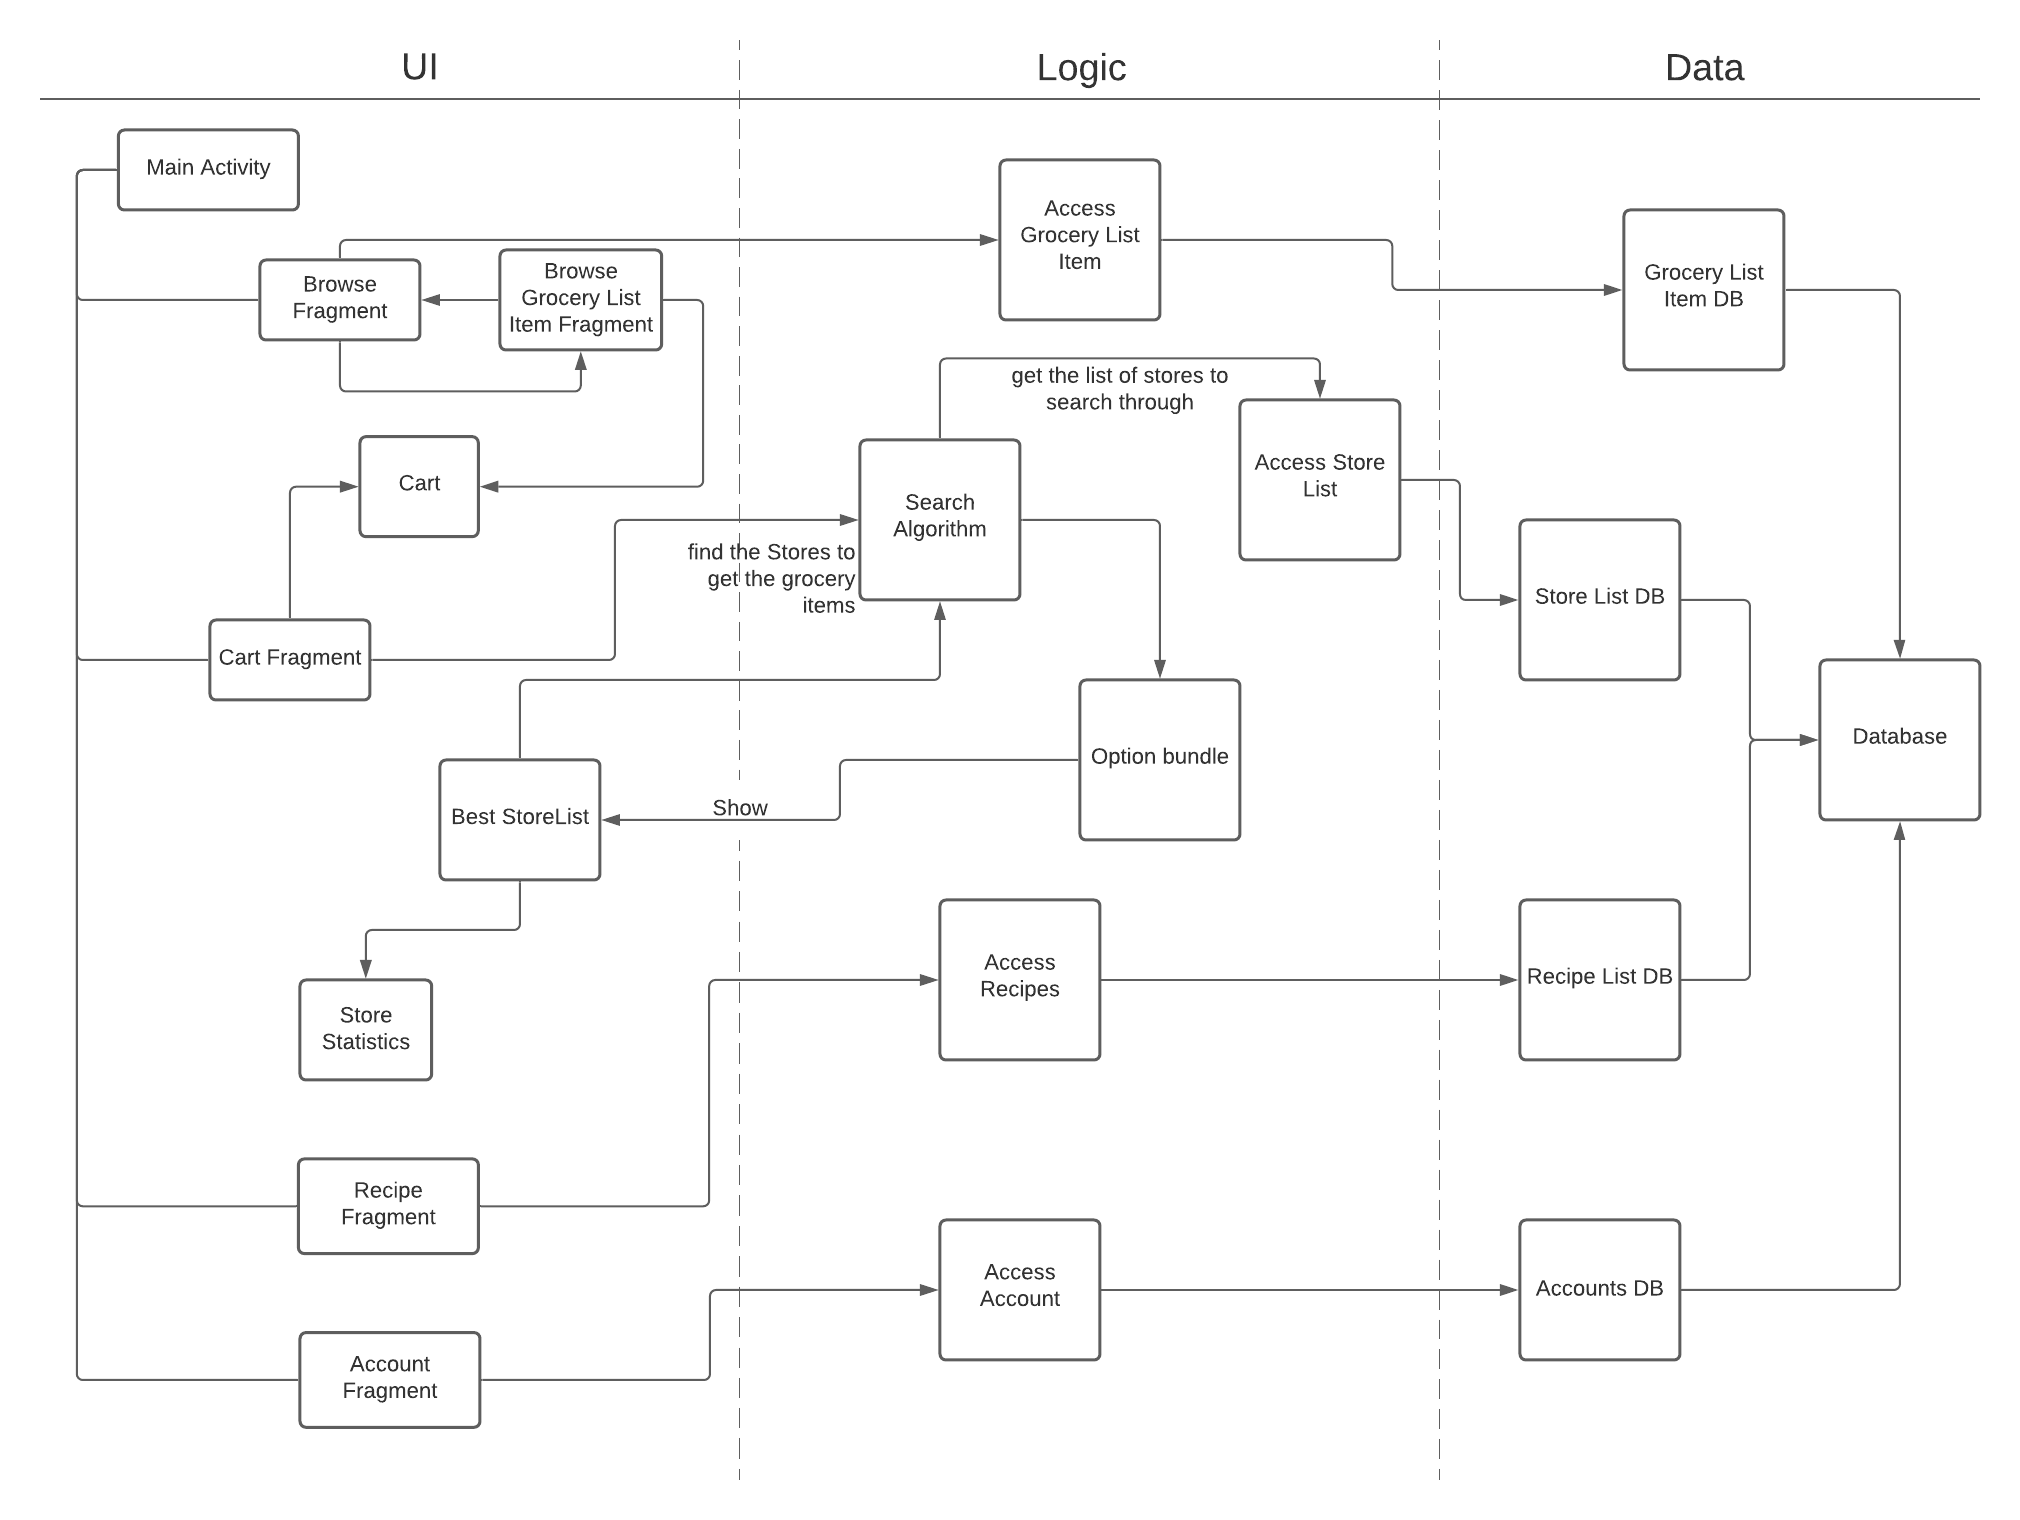 UI
Logic
Data
Main Activity
Browse
Fragment
Browse
Grocery List
Item Fragment
Access
Grocery List
Item
Grocery List
Item DB
get the list of stores to
search through
Cart
Search
Algorithm
Access Store
List
find the Stores to
get the grocery
items
Store List DB
Cart Fragment
Option bundle
Database
Best StoreList
Show
Store
Statistics
Access
Recipes
Recipe List DB
Recipe
Fragment
Access
Account
Accounts DB
Account
Fragment